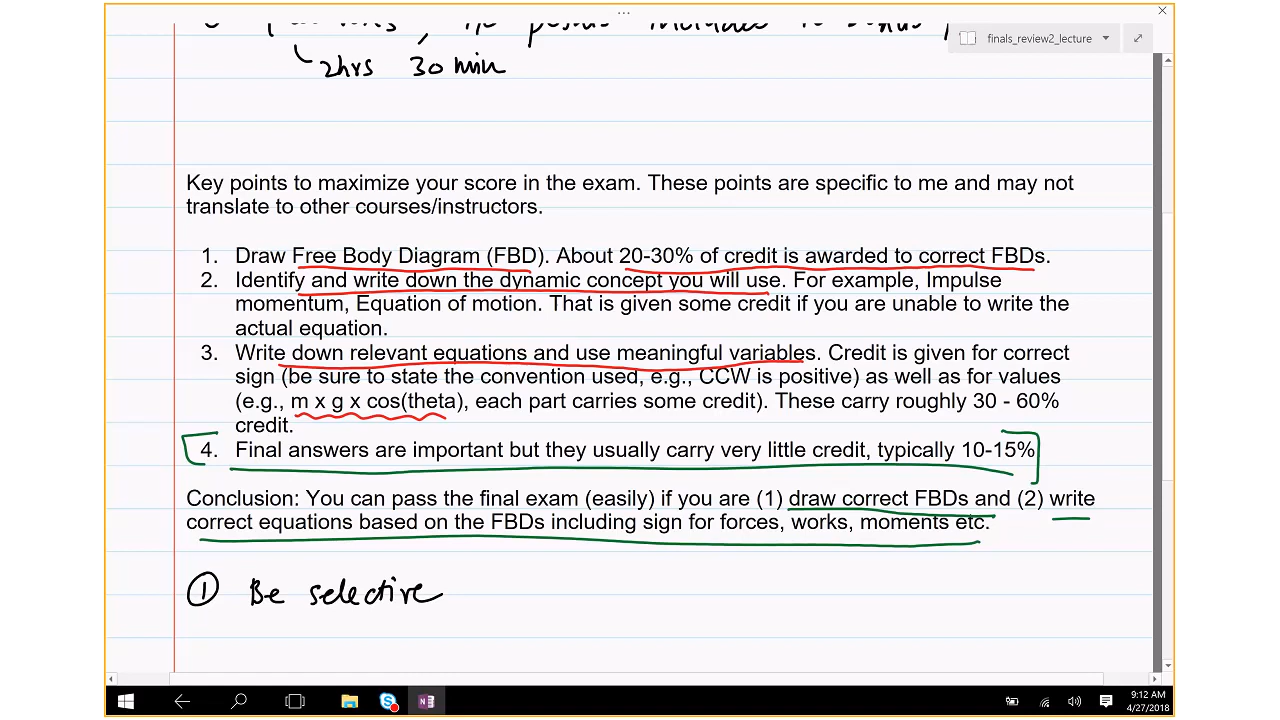 finals_review2_lecture
2hrs 30 min
Key points to maximize your score in the exam. These points are specific to me and may not
translate to other courses/instructors.
1. Draw Free Body Diagram (FBD). About 20-30% of credit is awarded to correct FBDs.
2. Identify and write down the dynamic concept you will use. For example, Impulse
momentum, Equation of motion. That is given some credit if you are unable to write the
actual equation.
3. Write down relevant equations and use meaningful variables. Credit is given for correct
sign (be sure to state the convention used, e.g., CCW is positive) as well as for values
(e.g., m x g x cos(theta), each part carries some credit). These carry roughly 30 - 60%
credit.
4. Final answers are important but they usually carry very little credit, typically 10-15%
Conclusion: You can pass the final exam (easily) if you are (1) draw correct FBDs and (2) write
correct equations based on the FBDs including sign for forces, works, moments etc.
① Be selective
9:12 AM
4/27/2018